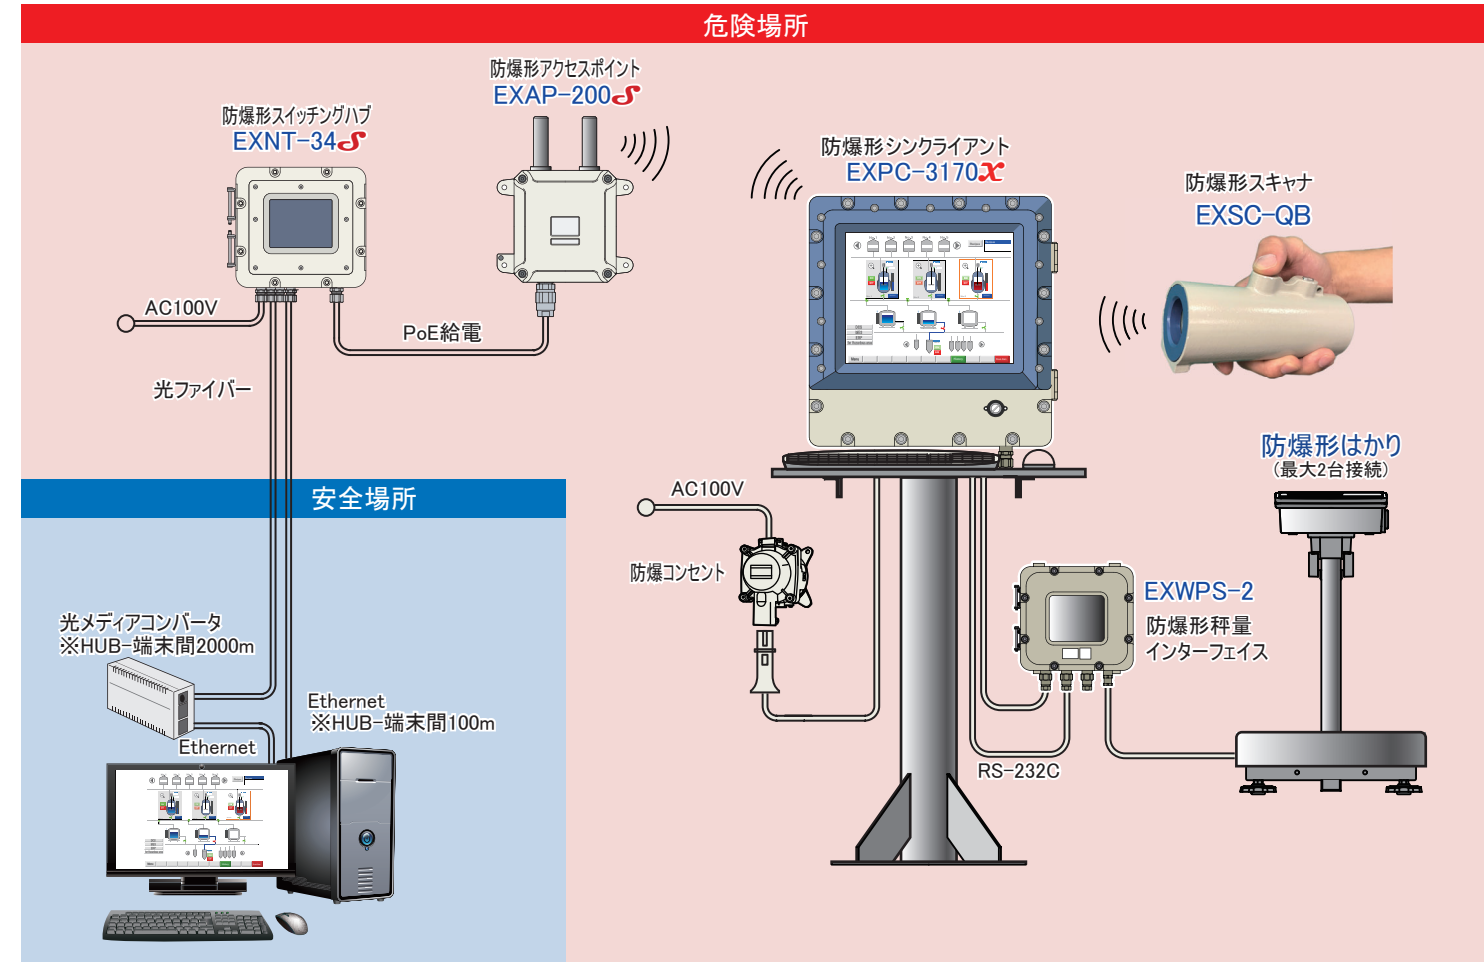 危険場所
防爆形アクセスポイント
EXAP-200S
防爆形スイッチングハブ
EXNT-34S
防爆形シンクライアント
EXPC-3170X
防爆形スキャナ
EXSC-QB
AC100V
PoE給電
光ファイバー
防爆形はかり
(最大2台接続)
安全場所
AC100V
防爆コンセント
EXWPS-2
防爆形秤量
インターフェイス
光メディアコンバータ
※HUB-端末間2000m
Ethernet
※HUB-端末間100m
Ethernet
RS-232C